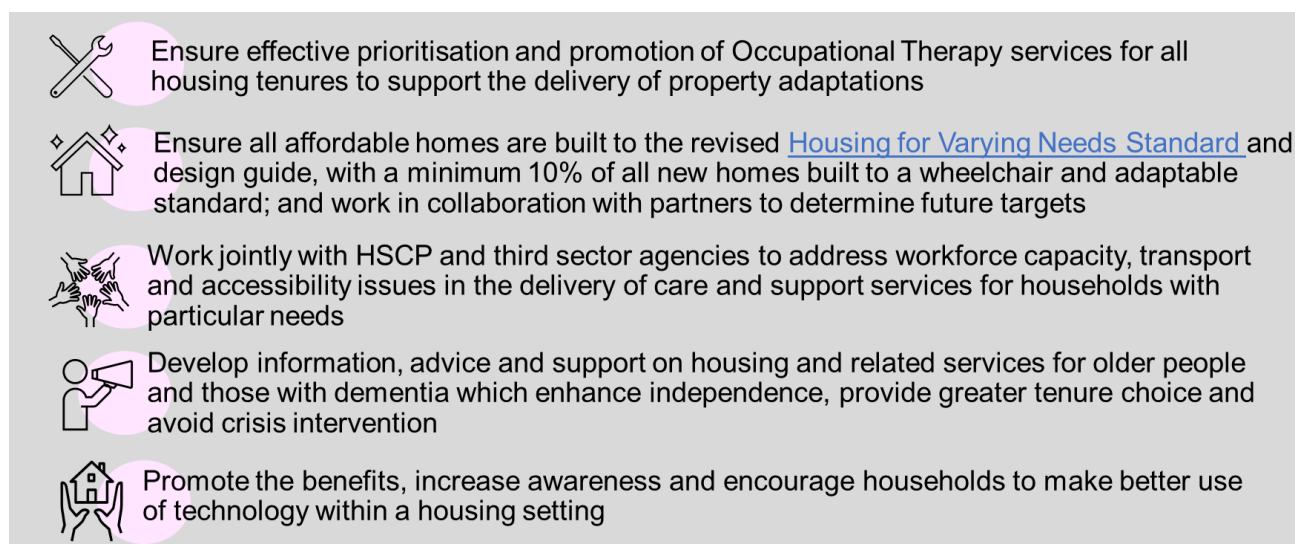 Ensure effective prioritisation and promotion of Occupational Therapy services for all
housing tenures to support the delivery of property adaptations
Ensure all affordable homes are built to the revised Housing for Varying Needs Standard and
design guide, with a minimum 10% of all new homes built to a wheelchair and adaptable
standard; and work in collaboration with partners to determine future targets
Work jointly with HSCP and third sector agencies to address workforce capacity, transport
and accessibility issues in the delivery of care and support services for households with
particular needs
Develop information, advice and support on housing and related services for older people
and those with dementia which enhance independence, provide greater tenure choice and
avoid crisis intervention
Promote the benefits, increase awareness and encourage households to make better use
of technology within a housing setting